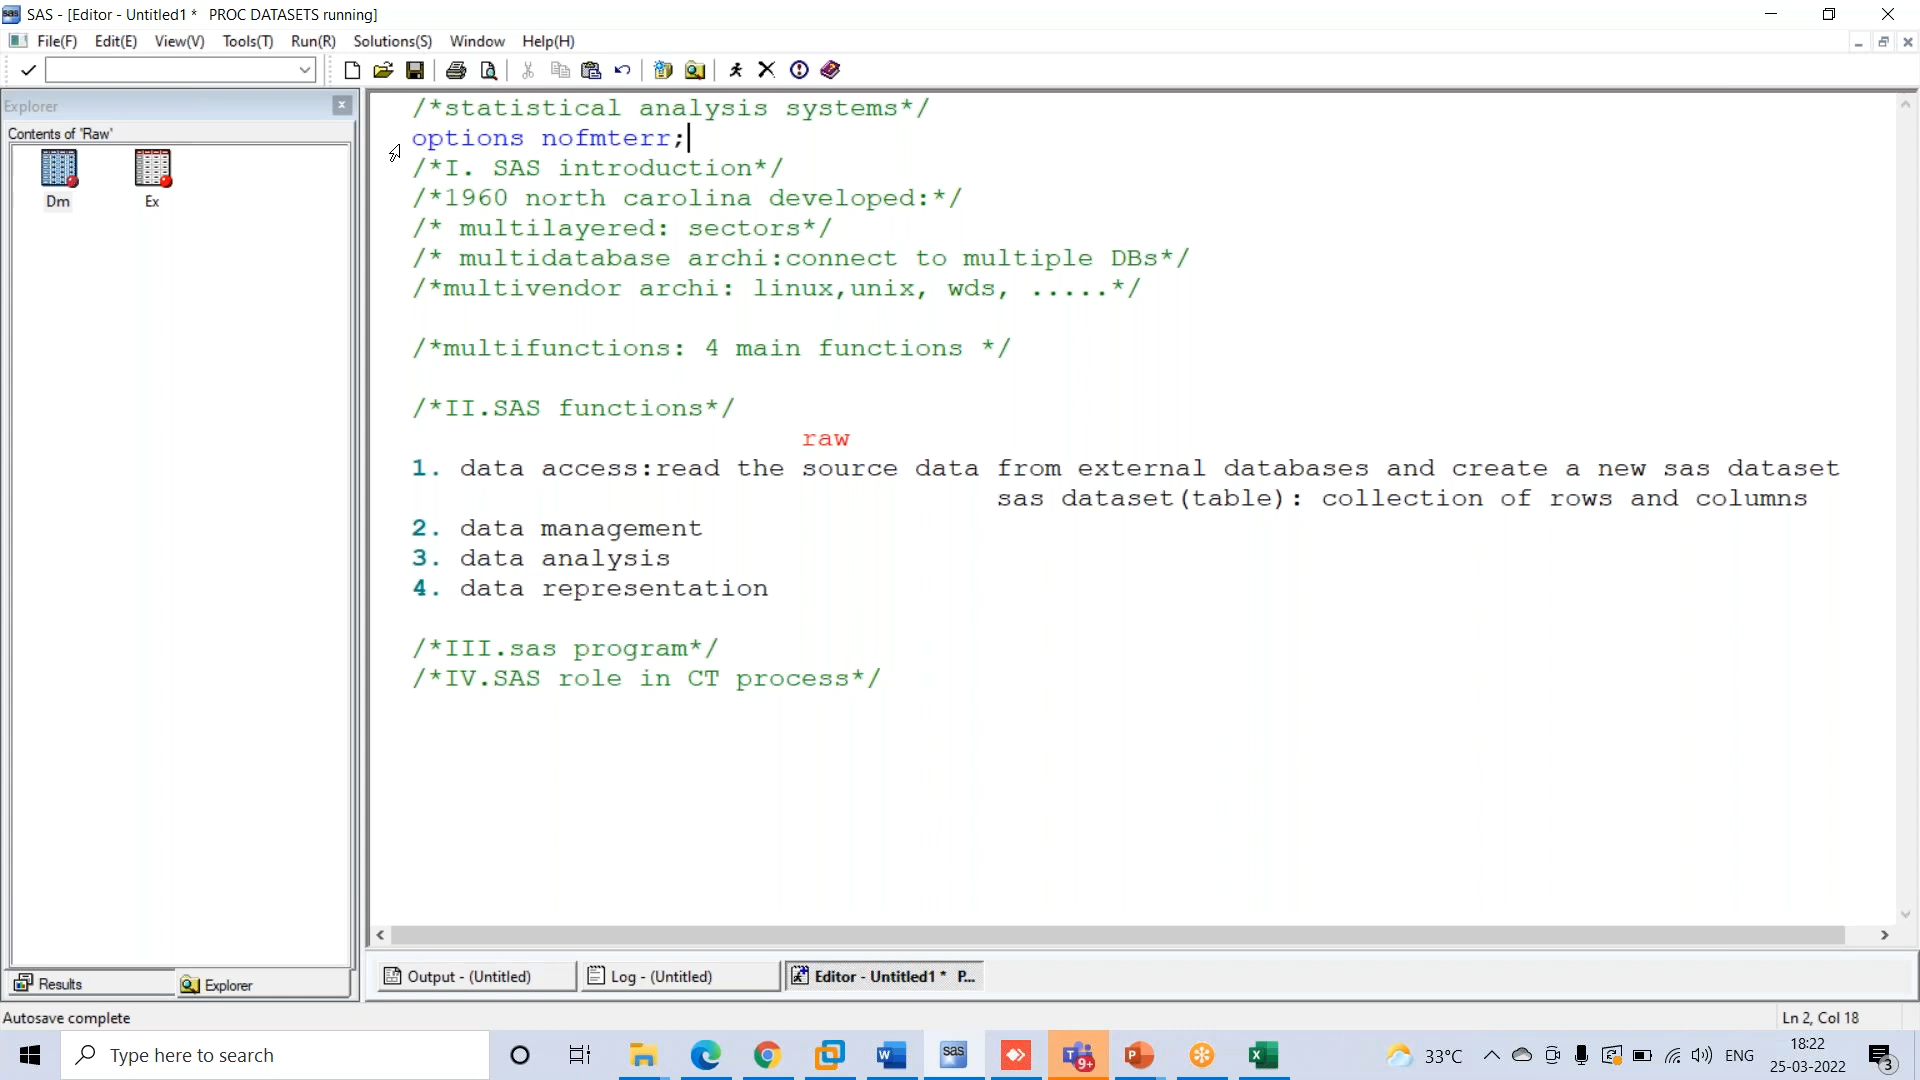 SAS - [Editor - Untitled1 * PROC DATASETS running]
File(F) Edit(E) View(V) Tools(T) Run(R) Solutions(S) Window Help(H)
Explorer
Contents of 'Raw'
Dm Ex
/*statistical analysis systems*/
options nofmterr;
/*I. SAS introduction*/
/*1960 north carolina developed:*/
/* multilayered: sectors*/
/* multidatabase archi:connect to multiple DBs*/
/*multivendor archi: linux,unix, wds, .....*/
/*multifunctions: 4 main functions */
/*II.SAS functions*/
raw
1. data access:read the source data from external databases and create a new sas dataset
sas dataset(table): collection of rows and columns
2. data management
3. data analysis
4. data representation
/*III.sas program*/
/*IV.SAS role in CT process*/
Results Explorer
Output - (Untitled) Log - (Untitled) Editor - Untitled1 * P...
Autosave complete
Ln 2, Col 18
Type here to search
33°C ENG
18:22
25-03-2022
sas
9+
3